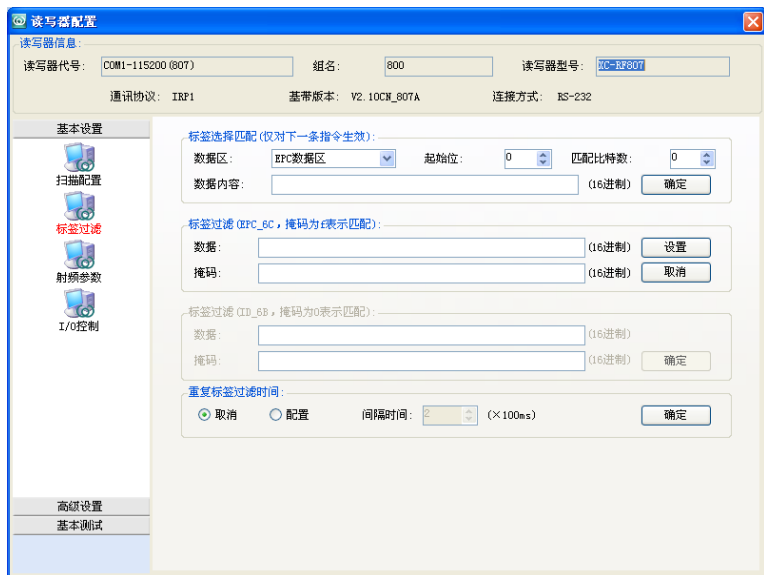 读写器配置
读写器信息:
读写器代号: COM1-115200(807) 组名: 800 读写器型号: XC-RF807
通讯协议: IRP1 基带版本: V2.10CN_807A 连接方式: RS-232
基本设置
扫描配置
标签过滤
射频参数
I/O控制
高级设置
基本测试
标签选择匹配(仅对下一条指令生效):
数据区: EPC数据区 起始位: 0 匹配比特数: 0
数据内容: (16进制) 确定
标签过滤(EPC_6C，掩码为f表示匹配):
数据: (16进制) 设置
掩码: (16进制) 取消
标签过滤(ID_6B，掩码为0表示匹配):
数据: (16进制)
掩码: (16进制) 确定
重复标签过滤时间:
取消 配置 间隔时间: 2 (×100ms) 确定